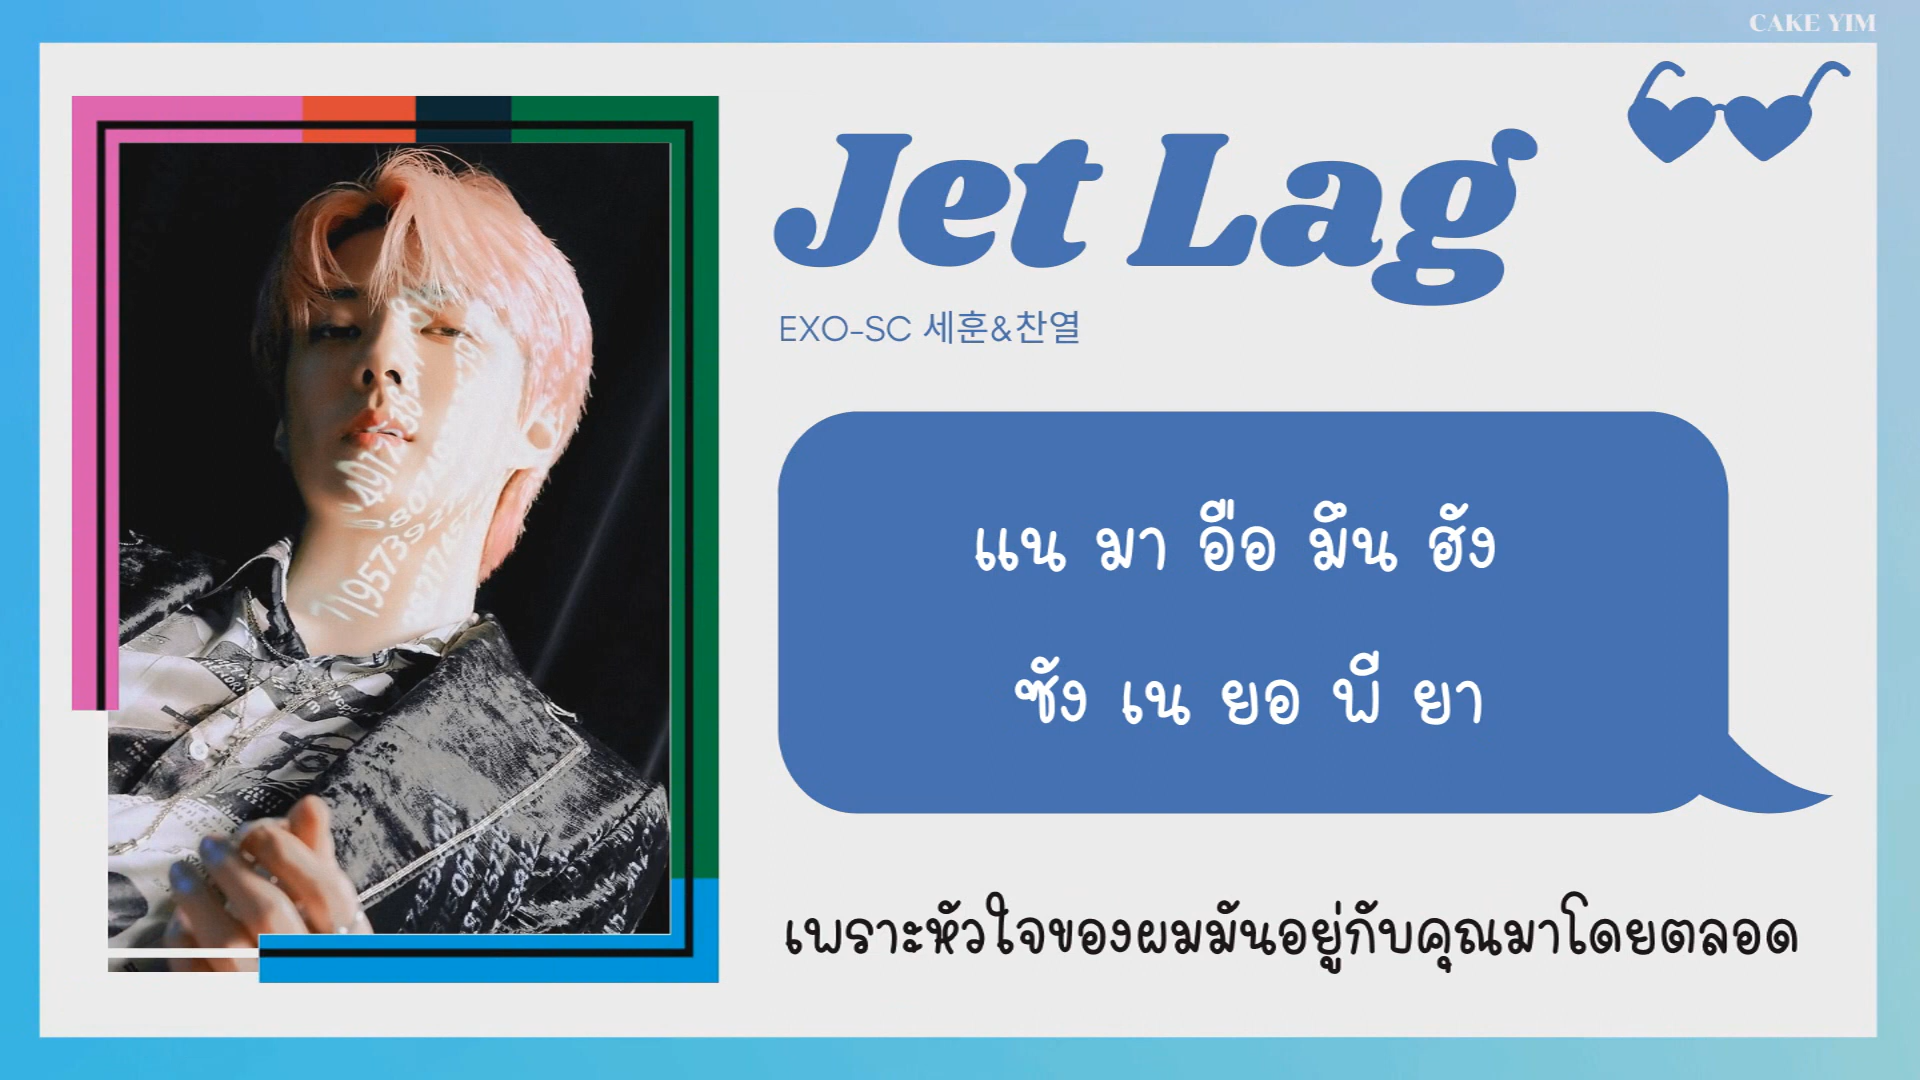 CAKE YIM
Jet Lag
EXO-SC 세훈&찬열
แน มา อือ มึน ฮัง
ซัง เน ยอ พี ยา
เพราะหัวใจของผมมันอยู่กับคุณมาโดยตลอด